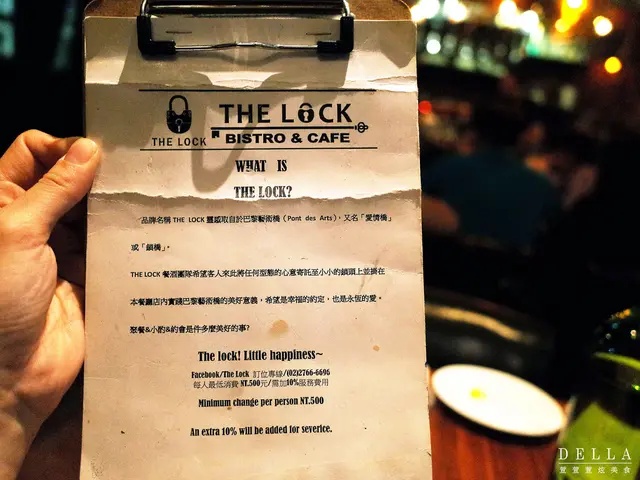 THE LOCK
THE LOCK
BISTRO & CAFE
WHAT IS
THE LOCK?
品牌名稱 THE LOCK 靈感取自於巴黎藝術橋（Pont des Arts），又名「愛情橋」
或「鎖橋」。
THE LOCK 餐酒團隊希望客人來此將任何型態的心意寄託至小小的鎖頭上並掛在
本餐廳店內實踐巴黎藝術橋的美好意義，希望是幸福的約定，也是永恆的愛。
聚餐&小酌&約會是件多麼美好的事?
The lock! Little happiness~
Facebook/The Lock 訂位專線/(02)2766-6696
每人最低消費 NT.500元/需加10%服務費用
Minimum change per person NT.500
An extra 10% will be added for severice.
DELLA
萱萱萱炫美食